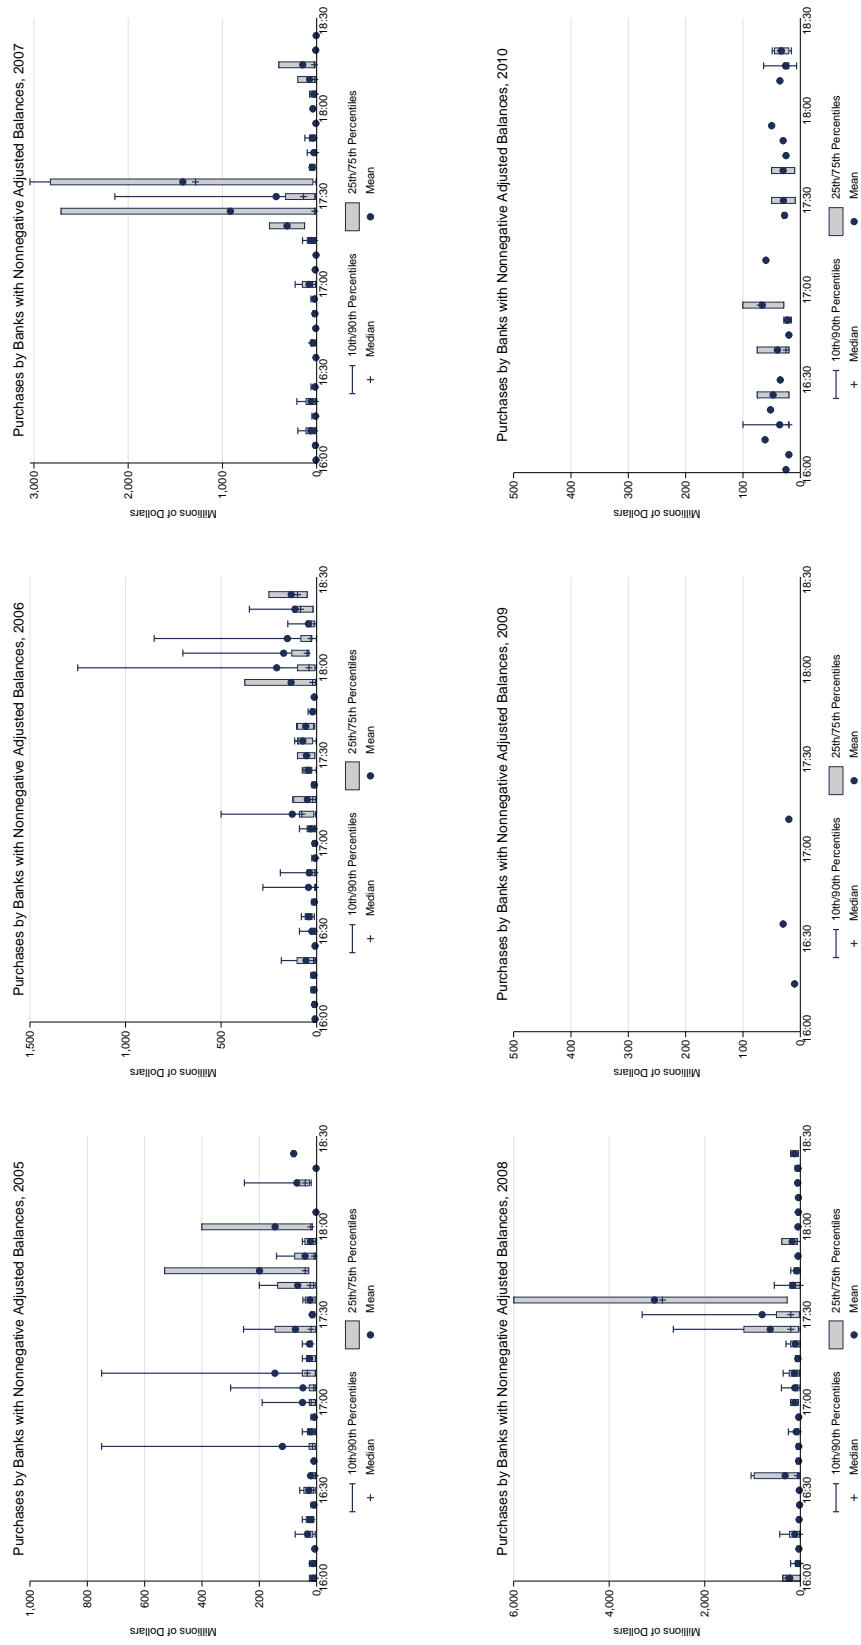 Purchases by Banks with Nonnegative Adjusted Balances, 2005
Millions of Dollars
1,000
800
600
400
200
0
16:00 16:30 17:00 17:30 18:00 18:30
10th/90th Percentiles 25th/75th Percentiles
Median Mean
Purchases by Banks with Nonnegative Adjusted Balances, 2006
Millions of Dollars
1,500
1,000
500
0
16:00 16:30 17:00 17:30 18:00 18:30
10th/90th Percentiles 25th/75th Percentiles
Median Mean
Purchases by Banks with Nonnegative Adjusted Balances, 2007
Millions of Dollars
3,000
2,000
1,000
0
16:00 16:30 17:00 17:30 18:00 18:30
10th/90th Percentiles 25th/75th Percentiles
Median Mean
Purchases by Banks with Nonnegative Adjusted Balances, 2008
Millions of Dollars
6,000
4,000
2,000
0
16:00 16:30 17:00 17:30 18:00 18:30
10th/90th Percentiles 25th/75th Percentiles
Median Mean
Purchases by Banks with Nonnegative Adjusted Balances, 2009
Millions of Dollars
500
400
300
200
100
0
16:00 16:30 17:00 17:30 18:00 18:30
10th/90th Percentiles 25th/75th Percentiles
Median Mean
Purchases by Banks with Nonnegative Adjusted Balances, 2010
Millions of Dollars
500
400
300
200
100
0
16:00 16:30 17:00 17:30 18:00 18:30
10th/90th Percentiles 25th/75th Percentiles
Median Mean